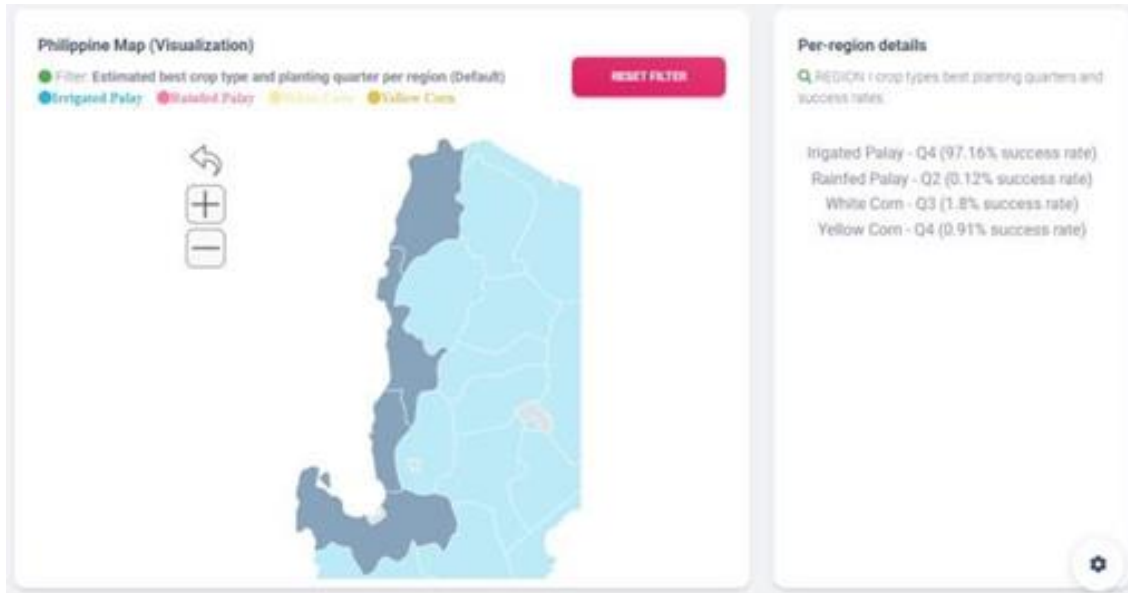 Philippine Map (Visualization)
Filter: Estimated best crop type and planting quarter per region (Default)
Irrigated Palay Rainfed Palay White Corn Yellow Corn
RESET FILTER
Per-region details
REGION I crop types best planting quarters and
success rates:
Irigated Palay - Q4 (97.16% success rate)
Rainfed Palay - Q2 (0.12% success rate)
White Corn - Q3 (1.8% success rate)
Yellow Corn - Q4 (0.91% success rate)